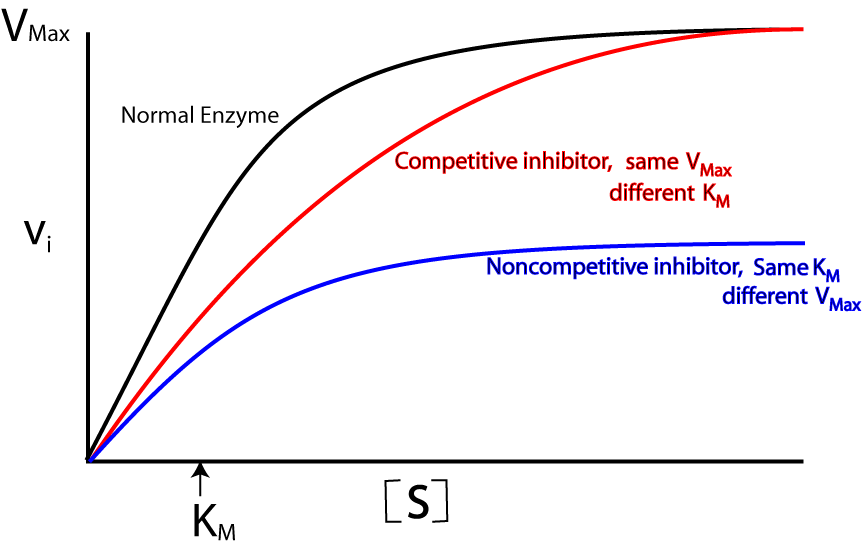 VMax
Normal Enzyme
Competitive inhibitor, same VMax
different KM
vi
Noncompetitive inhibitor, Same KM
different VMax
KM
[S]